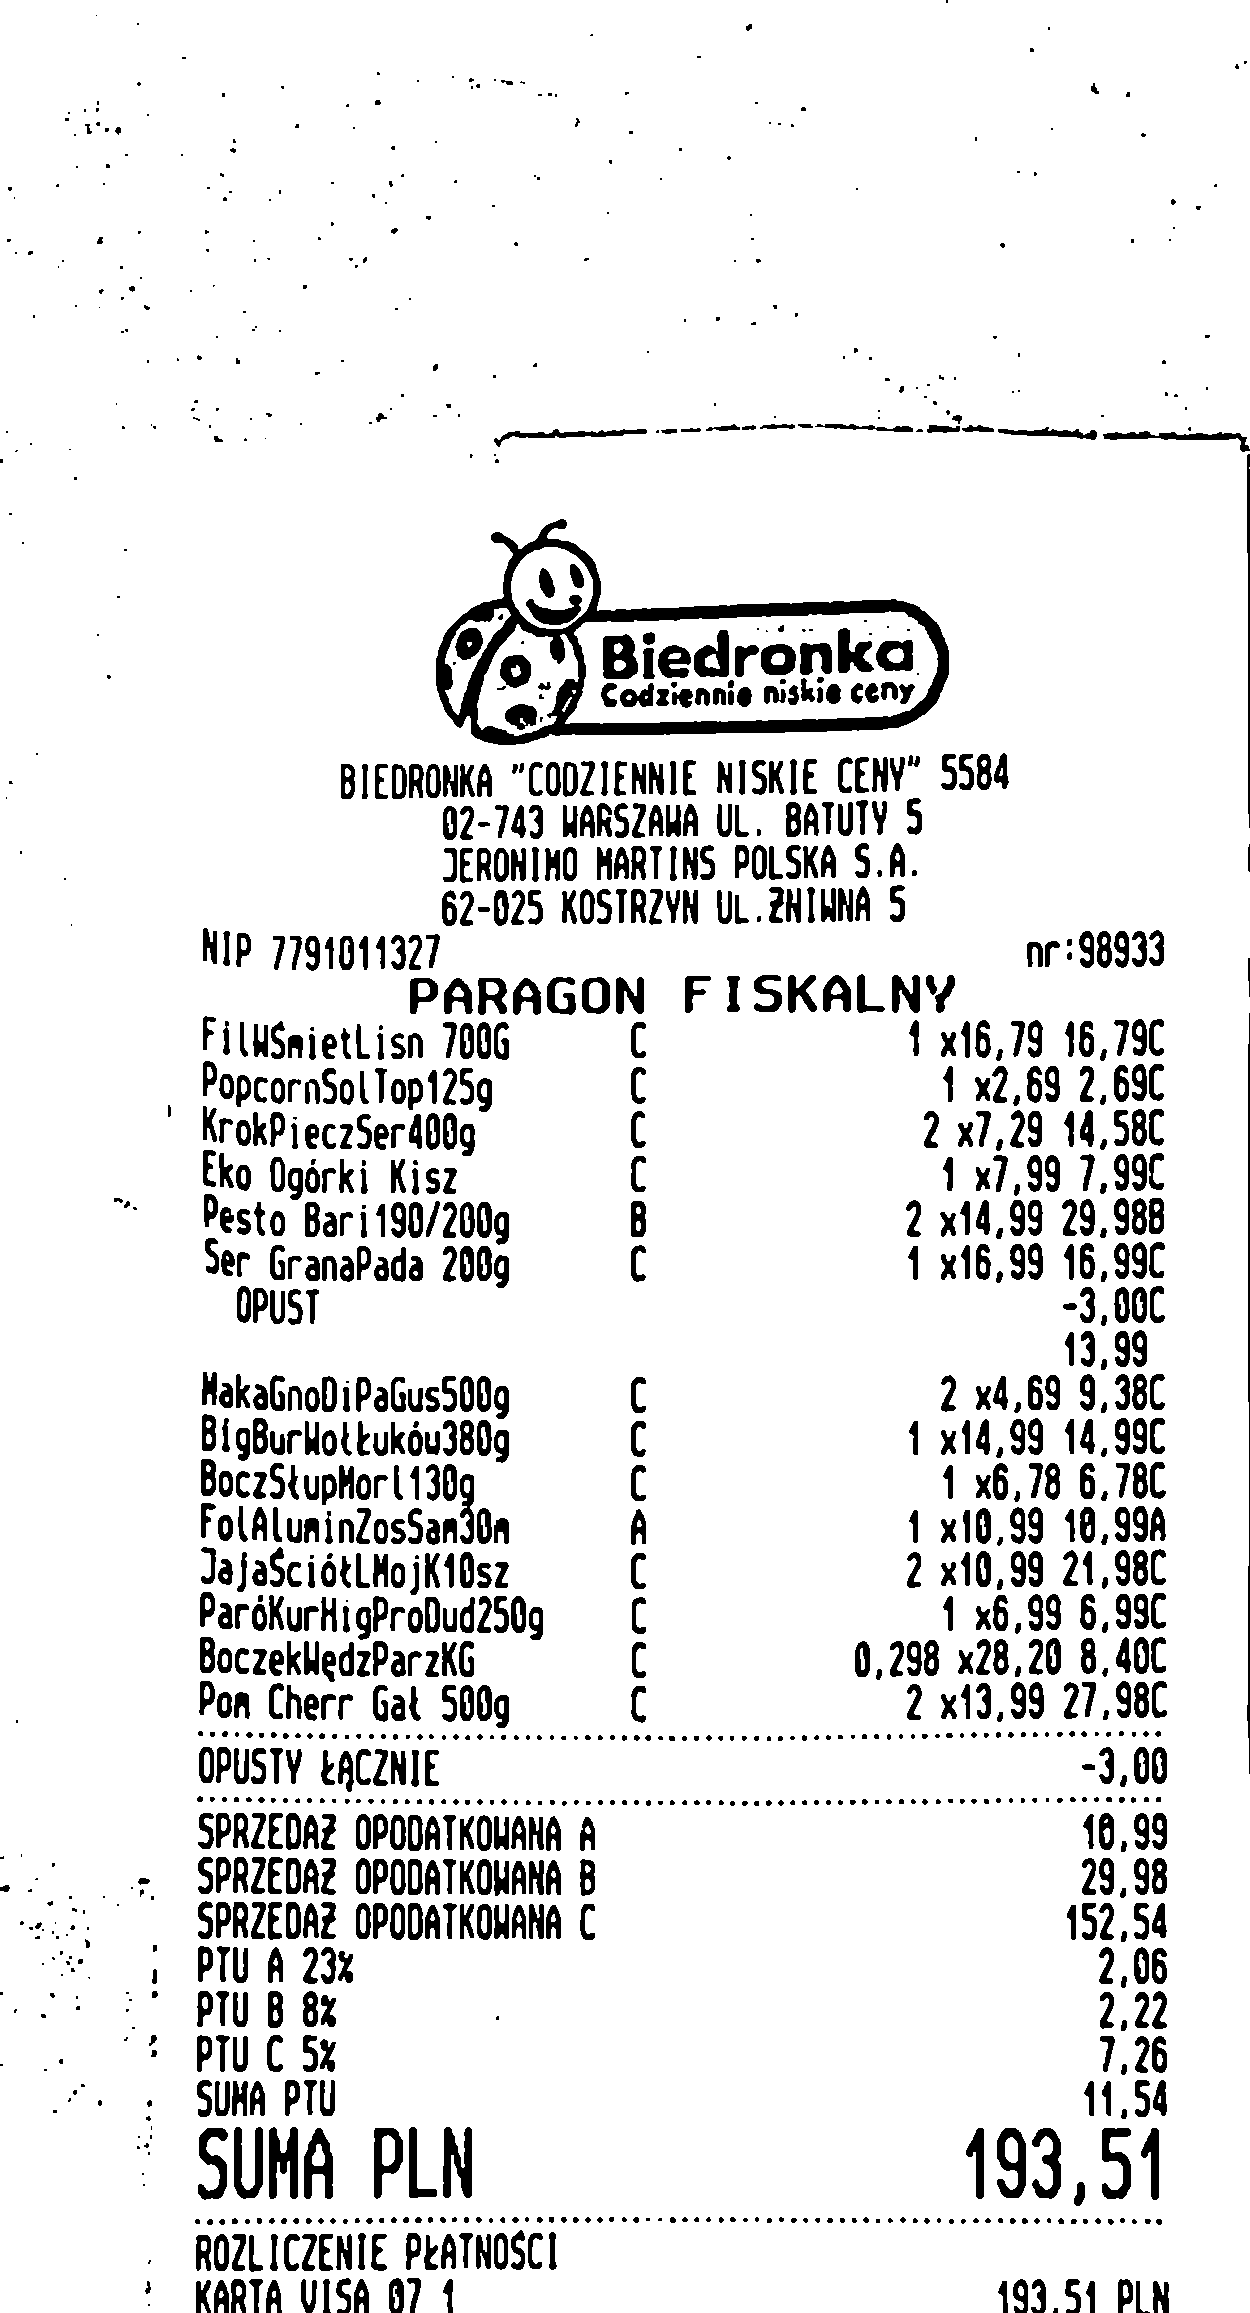 Biedronka
Codziennie niskie ceny
BIEDRONKA "CODZIENNIE NISKIE CENY" 5584
02-743 WARSZAWA UL. BATUTY 5
JERONIMO MARTINS POLSKA S.A.
62-025 KOSTRZYN UL.ŻNIWNA 5
NIP 7791011327 nr:98933
PARAGON FISKALNY
FilWŚmietLisn 700G C 1 x16,79 16,79C
PopcornSolTop125g C 1 x2,69 2,69C
KrokPieczSer400g C 2 x7,29 14,58C
Eko Ogórki Kisz C 1 x7,99 7,99C
Pesto Bari190/200g B 2 x14,99 29,98B
Ser GranaPada 200g C 1 x16,99 16,99C
OPUST -3,00C
13,99
MakaGnoDiPaGus500g C 2 x4,69 9,38C
BigBurWołŁuków380g C 1 x14,99 14,99C
BoczSłupMorl130g C 1 x6,78 6,78C
FolAluminZosSam30m A 1 x10,99 10,99A
JajaŚciółLMojK10sz C 2 x10,99 21,98C
ParóKurHigProDud250g C 1 x6,99 6,99C
BoczekWędzParzKG C 0,298 x28,20 8,40C
Pom Cherr Gał 500g C 2 x13,99 27,98C
OPUSTY ŁĄCZNIE -3,00
SPRZEDAŻ OPODATKOWANA A 10,99
SPRZEDAŻ OPODATKOWANA B 29,98
SPRZEDAŻ OPODATKOWANA C 152,54
PTU A 23% 2,06
PTU B 8% 2,22
PTU C 5% 7,26
SUMA PTU 11,54
SUMA PLN 193,51
ROZLICZENIE PŁATNOŚCI
KARTA VISA 07 1 193,51 PLN